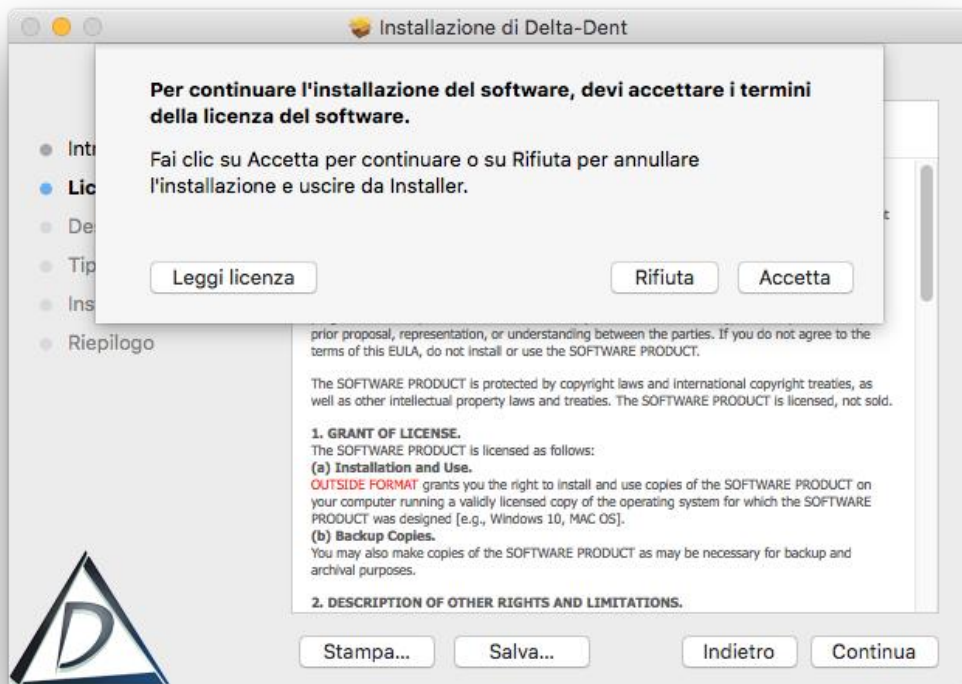 Installazione di Delta-Dent
Per continuare l'installazione del software, devi accettare i termini
della licenza del software.
Fai clic su Accetta per continuare o su Rifiuta per annullare
l'installazione e uscire da Installer.
Leggi licenza
Rifiuta
Accetta
Intr
Lic
De
Tip
Ins
Riepilogo
prior proposal, representation, or understanding between the parties. If you do not agree to the
terms of this EULA, do not install or use the SOFTWARE PRODUCT.
The SOFTWARE PRODUCT is protected by copyright laws and international copyright treaties, as
well as other intellectual property laws and treaties. The SOFTWARE PRODUCT is licensed, not sold.
1. GRANT OF LICENSE.
The SOFTWARE PRODUCT is licensed as follows:
(a) Installation and Use.
OUTSIDE FORMAT grants you the right to install and use copies of the SOFTWARE PRODUCT on
your computer running a validly licensed copy of the operating system for which the SOFTWARE
PRODUCT was designed [e.g., Windows 10, MAC OS].
(b) Backup Copies.
You may also make copies of the SOFTWARE PRODUCT as may be necessary for backup and
archival purposes.
2. DESCRIPTION OF OTHER RIGHTS AND LIMITATIONS.
D
Stampa...
Salva...
Indietro
Continua